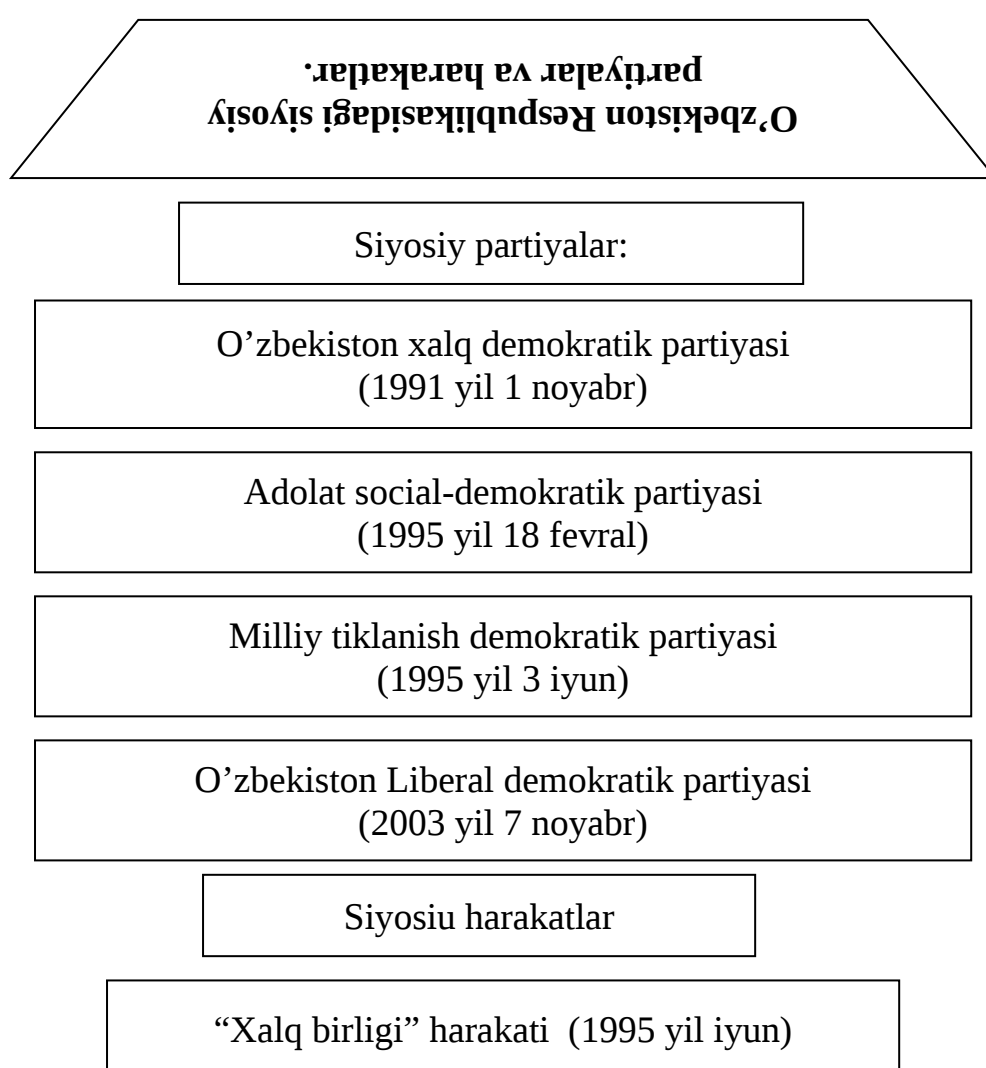 O’zbekiston Respublikasidagi siyosiy
partiyalar va harakatlar.
Siyosiy partiyalar:
O’zbekiston xalq demokratik partiyasi
(1991 yil 1 noyabr)
Adolat social-demokratik partiyasi
(1995 yil 18 fevral)
Milliy tiklanish demokratik partiyasi
(1995 yil 3 iyun)
O’zbekiston Liberal demokratik partiyasi
(2003 yil 7 noyabr)
Siyosiu harakatlar
“Xalq birligi” harakati (1995 yil iyun)